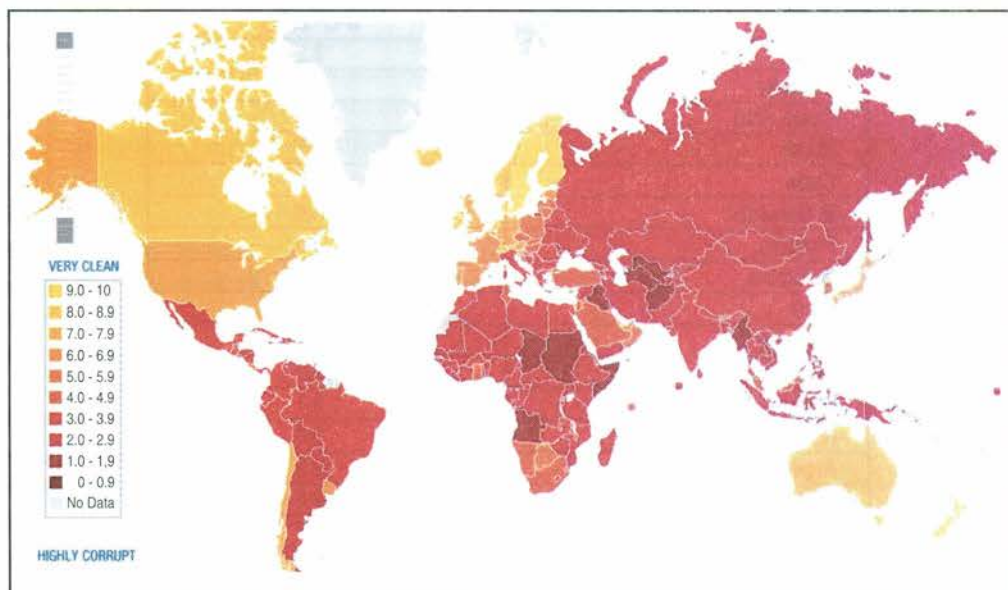 VERY CLEAN
9.0 - 10
8.0 - 8.9
7.0 - 7.9
6.0 - 6.9
5.0 - 5.9
4.0 - 4.9
3.0 - 3.9
2.0 - 2.9
1.0 - 1.9
0 - 0.9
No Data
HIGHLY CORRUPT